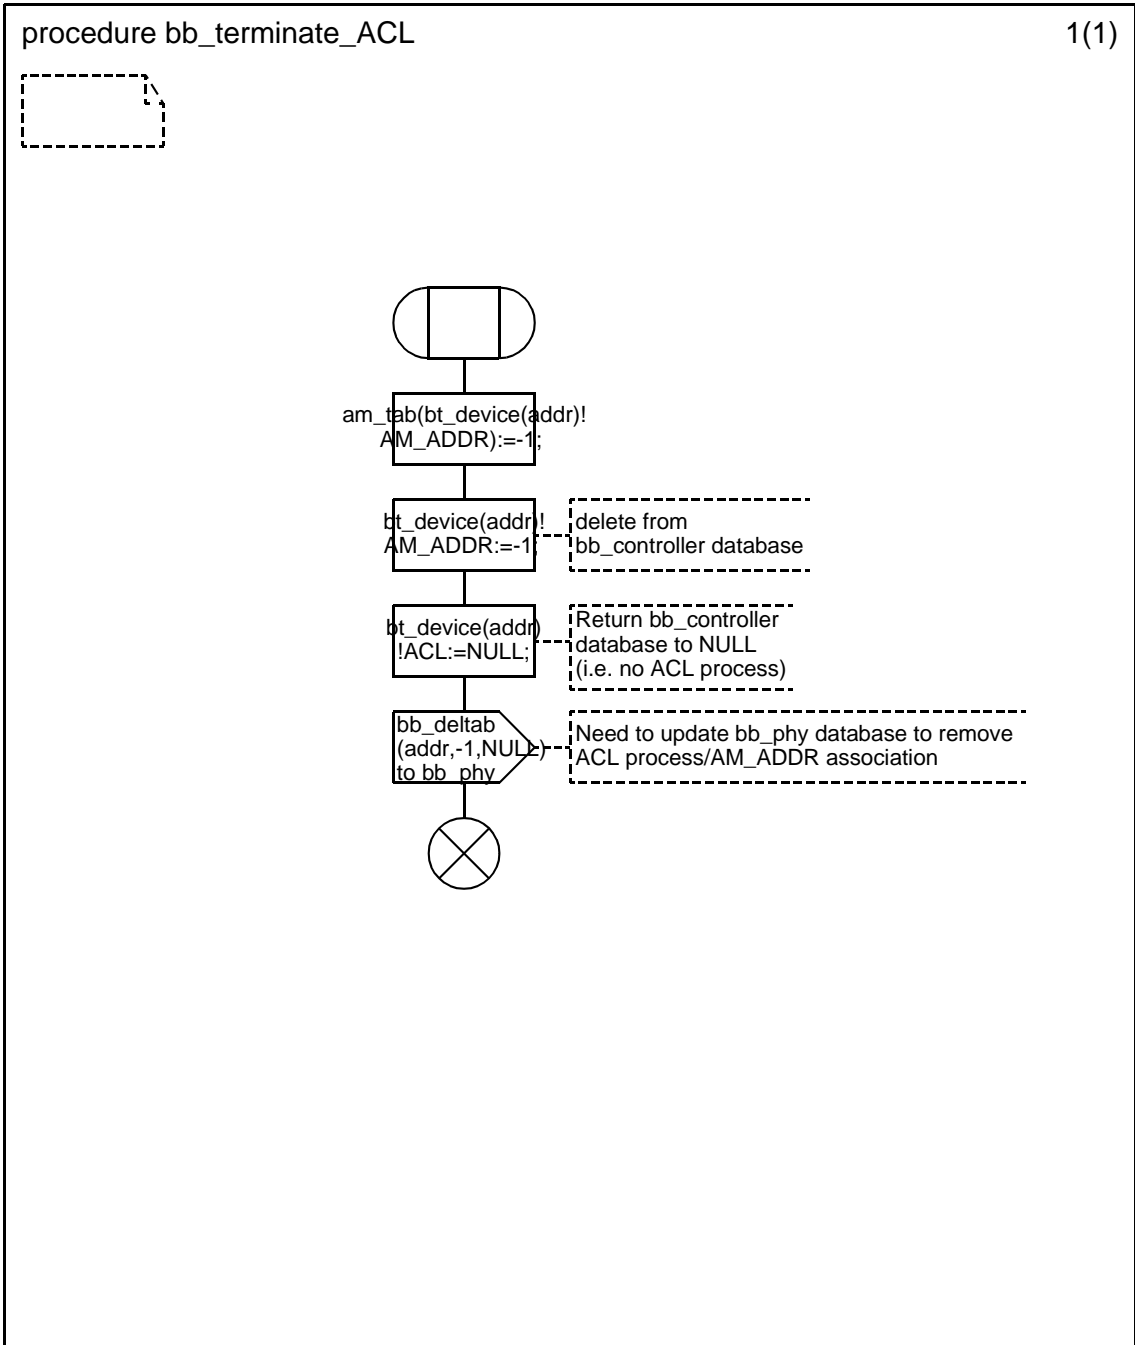 procedure bb_terminate_ACL
1(1)
am_tab(bt_device(addr)!
AM_ADDR):=-1;
bt_device(addr)!
AM_ADDR:=-1;
delete from
bb_controller database
bt_device(addr)
!ACL:=NULL;
Return bb_controller
database to NULL
(i.e. no ACL process)
bb_deltab
(addr,-1,NULL)
to bb_phy
Need to update bb_phy database to remove
ACL process/AM_ADDR association